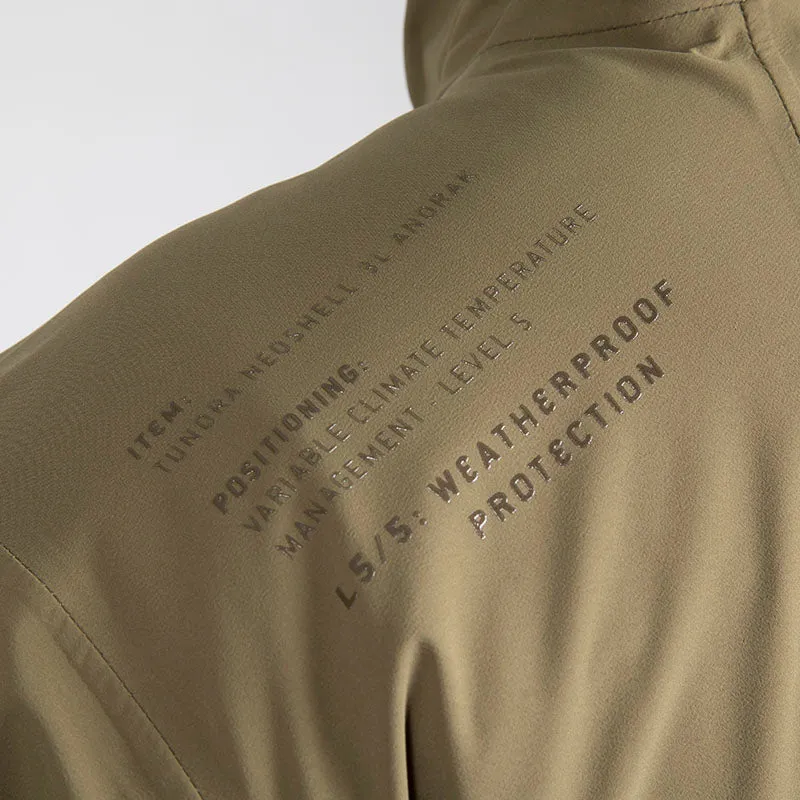 ITEM:
TUNDRA NEOSHELL 3L ANORAK
POSITIONING:
VARIABLE CLIMATE TEMPERATURE
MANAGEMENT - LEVEL 5
L5/5: WEATHERPROOF
PROTECTION